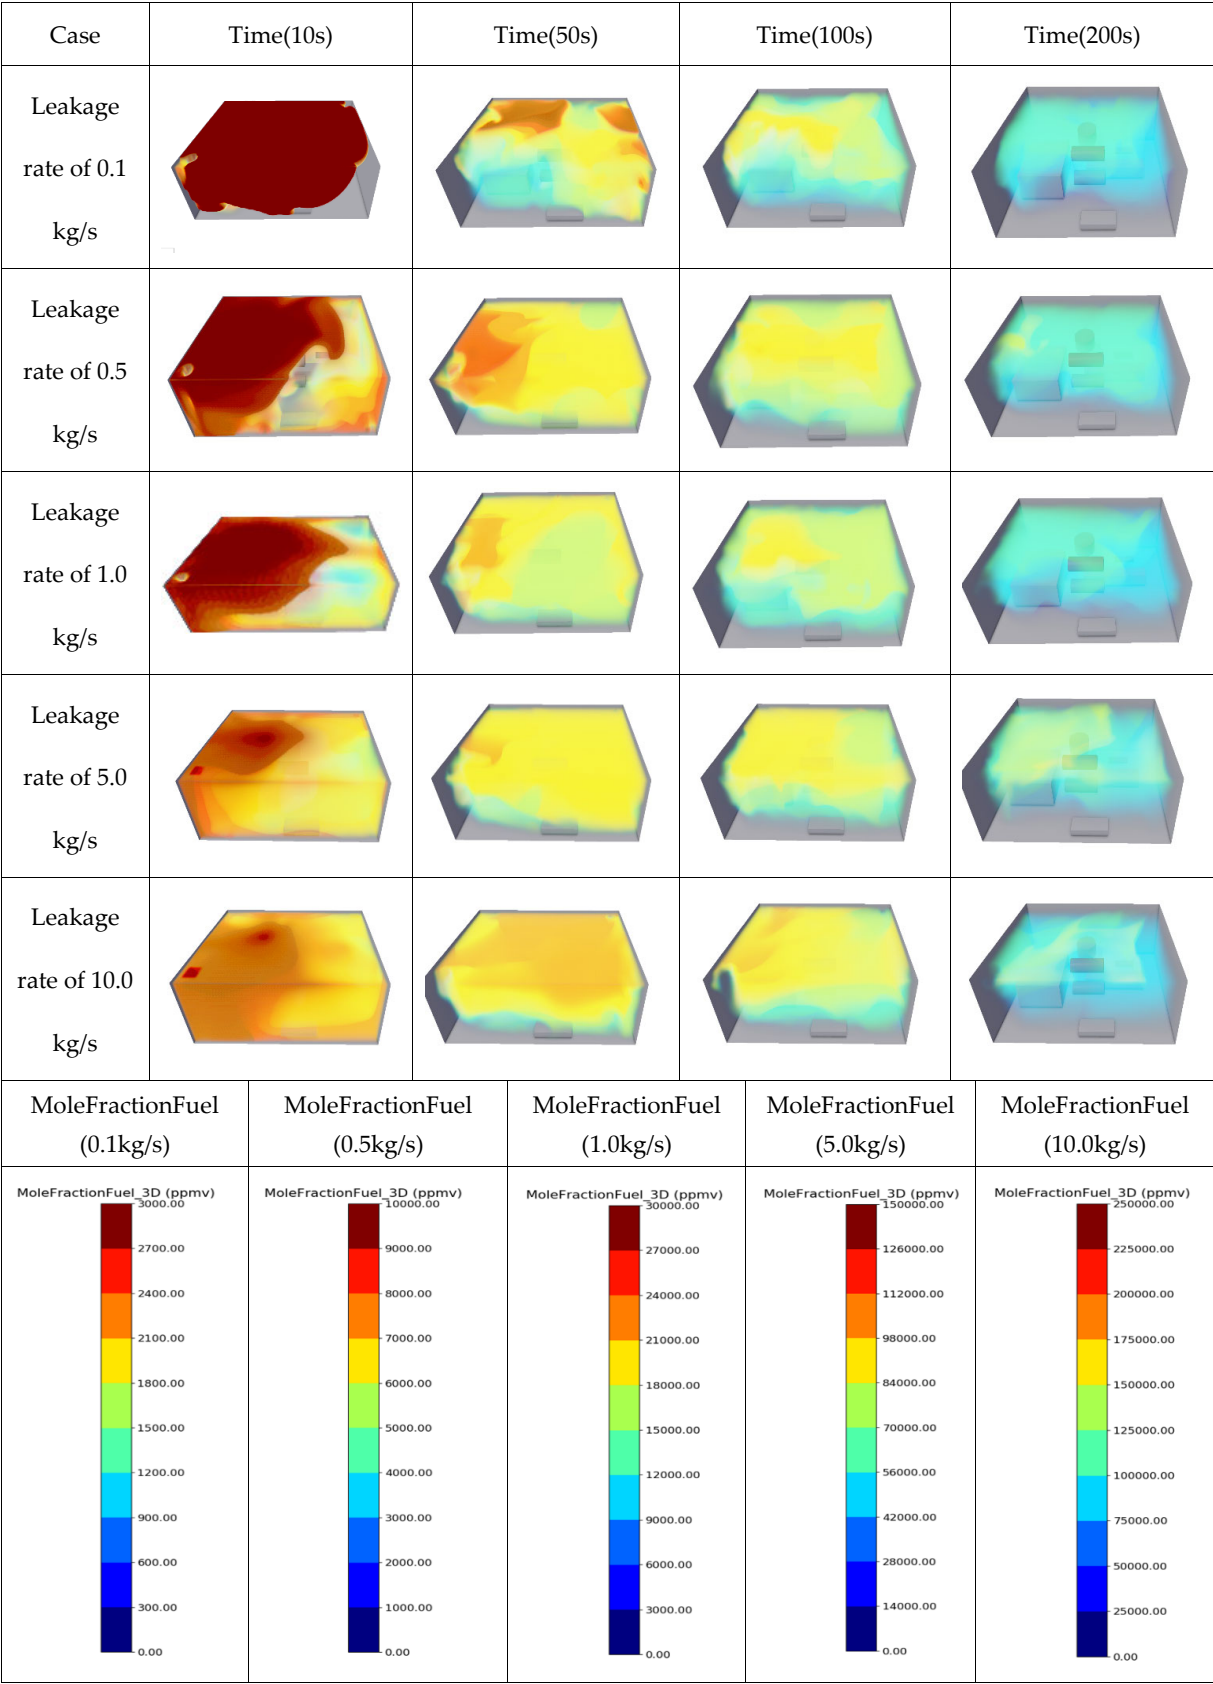 Case
Time(10s)
Time(50s)
Time(100s)
Time(200s)
Leakage
rate of 0.1
kg/s
Leakage
rate of 0.5
kg/s
Leakage
rate of 1.0
kg/s
Leakage
rate of 5.0
kg/s
Leakage
rate of 10.0
kg/s
MoleFractionFuel
(0.1kg/s)
MoleFractionFuel
(0.5kg/s)
MoleFractionFuel
(1.0kg/s)
MoleFractionFuel
(5.0kg/s)
MoleFractionFuel
(10.0kg/s)
MoleFractionFuel_3D (ppmv)
3000.00
2700.00
2400.00
2100.00
1800.00
1500.00
1200.00
900.00
600.00
300.00
0.00
MoleFractionFuel_3D (ppmv)
10000.00
9000.00
8000.00
7000.00
6000.00
5000.00
4000.00
3000.00
2000.00
1000.00
0.00
MoleFractionFuel_3D (ppmv)
30000.00
27000.00
24000.00
21000.00
18000.00
15000.00
12000.00
9000.00
6000.00
3000.00
0.00
MoleFractionFuel_3D (ppmv)
150000.00
126000.00
112000.00
98000.00
84000.00
70000.00
56000.00
42000.00
28000.00
14000.00
0.00
MoleFractionFuel_3D (ppmv)
250000.00
225000.00
200000.00
175000.00
150000.00
125000.00
100000.00
75000.00
50000.00
25000.00
0.00